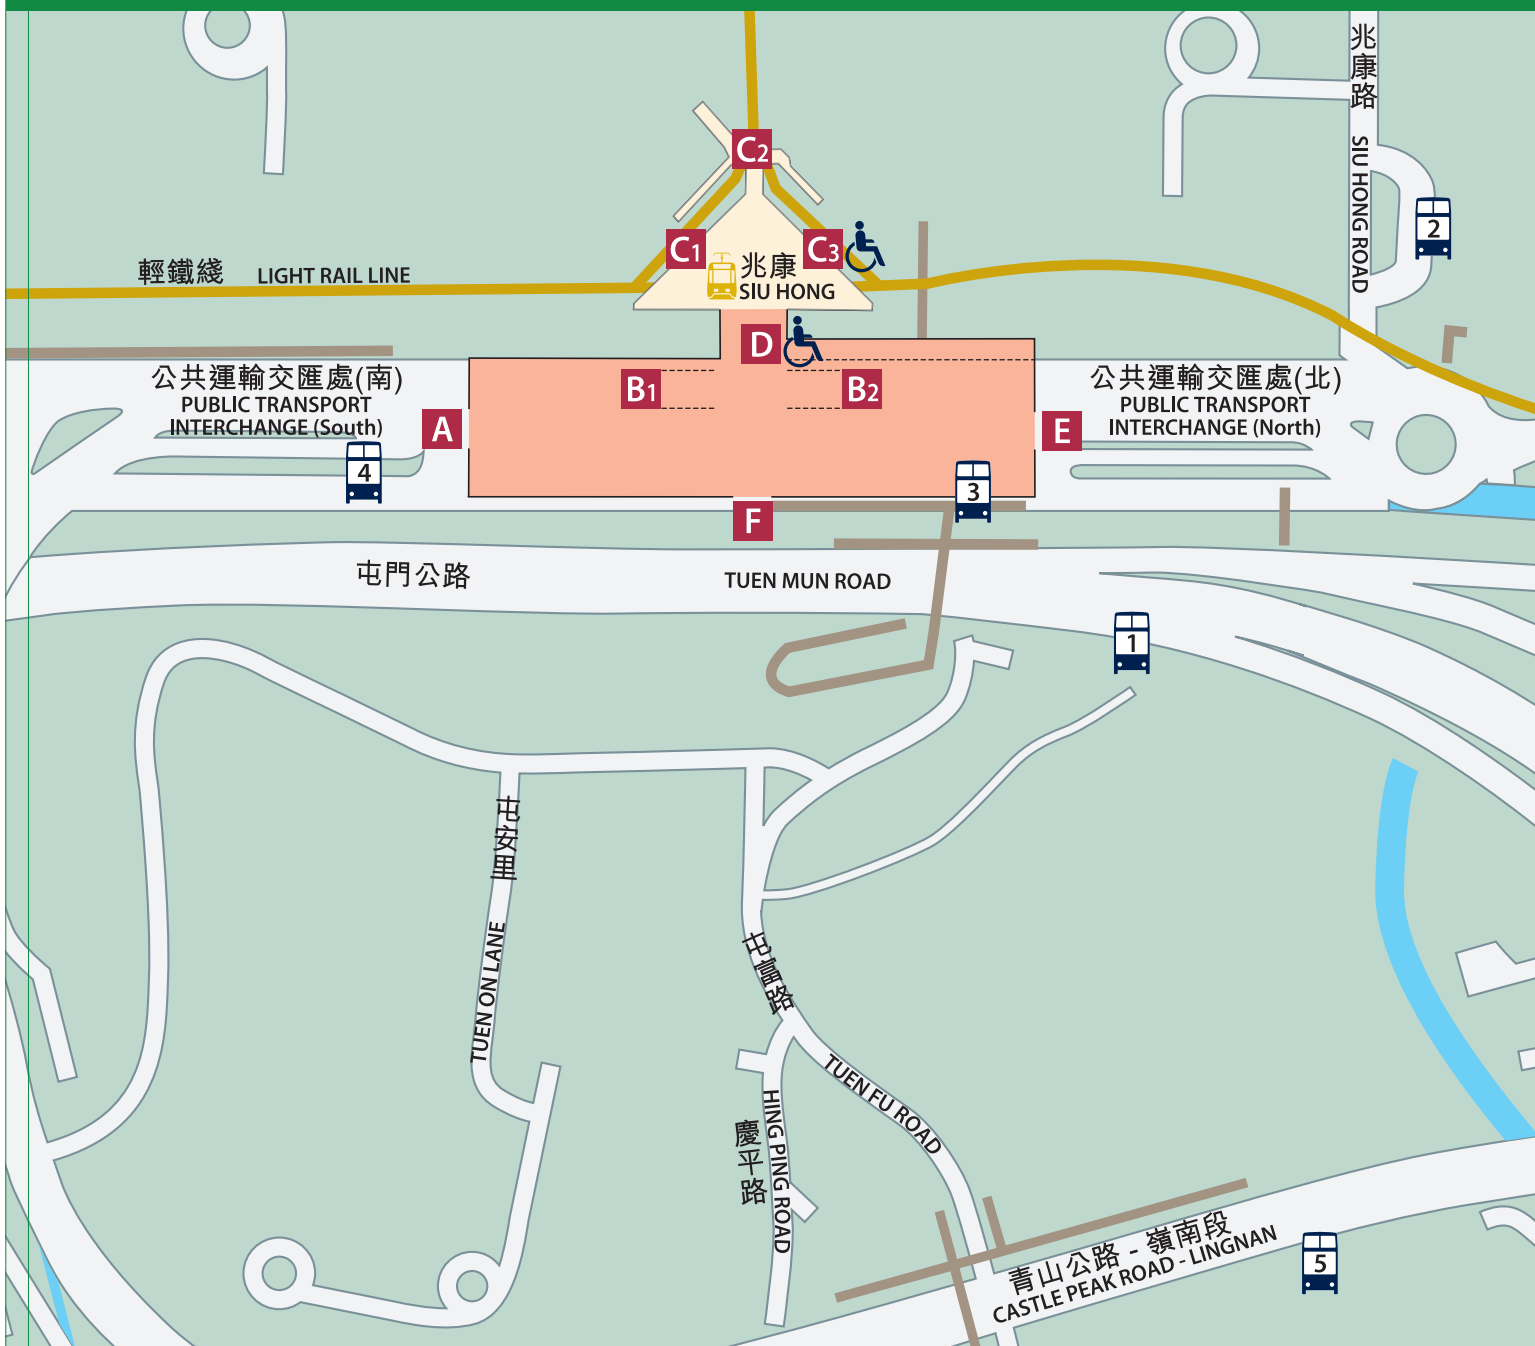 兆康路
SIU HONG ROAD
C2
2
C1
C3
輕鐵綫 LIGHT RAIL LINE
兆康
SIU HONG
D
公共運輸交匯處(南)
PUBLIC TRANSPORT
INTERCHANGE (South)
B1
B2
公共運輸交匯處(北)
PUBLIC TRANSPORT
INTERCHANGE (North)
A
E
4
3
F
屯門公路
TUEN MUN ROAD
1
屯安里
TUEN ON LANE
屯富路
TUEN FU ROAD
慶平路
HING PING ROAD
青山公路 - 嶺南段
CASTLE PEAK ROAD - LINGNAN
5